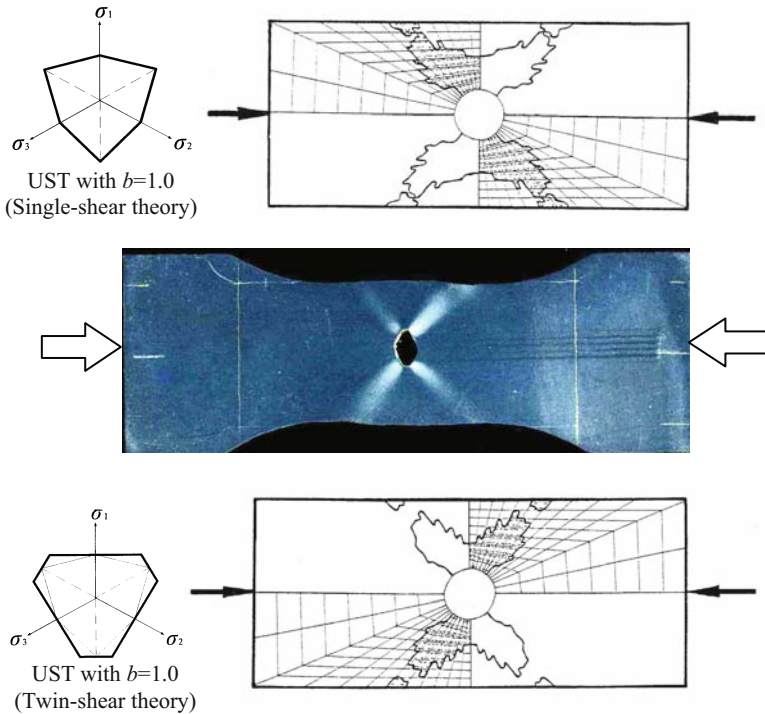 σ1
σ3
σ2
UST with b=1.0
(Single-shear theory)
σ1
σ3
σ2
UST with b=1.0
(Twin-shear theory)